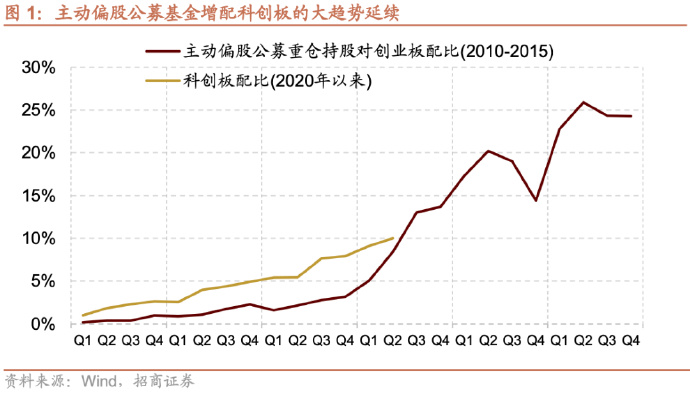 图 1：主动偏股公募基金增配科创板的大趋势延续
主动偏股公募重仓持股对创业板配比(2010-2015)
科创板配比(2020年以来)
30%
25%
20%
15%
10%
5%
0%
Q1 Q2 Q3 Q4 Q1 Q2 Q3 Q4 Q1 Q2 Q3 Q4 Q1 Q2 Q3 Q4 Q1 Q2 Q3 Q4 Q1 Q2 Q3 Q4
资料来源：Wind，招商证券